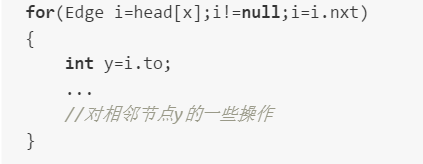 for(Edge i=head[x];i!=null;i=i.nxt)
{
    int y=i.to;
    ...
    //对相邻节点y的一些操作
}